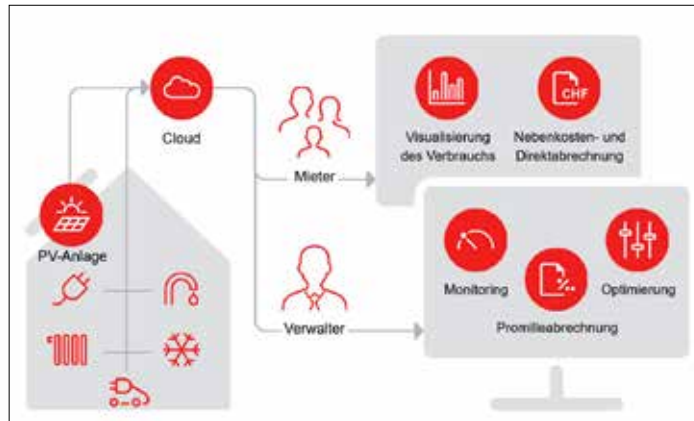 Cloud
PV-Anlage
Mieter
Verwalter
Visualisierung
des Verbrauchs
CHF
Nebenkosten- und
Direktabrechnung
Monitoring
%..
Promilleabrechnung
Optimierung